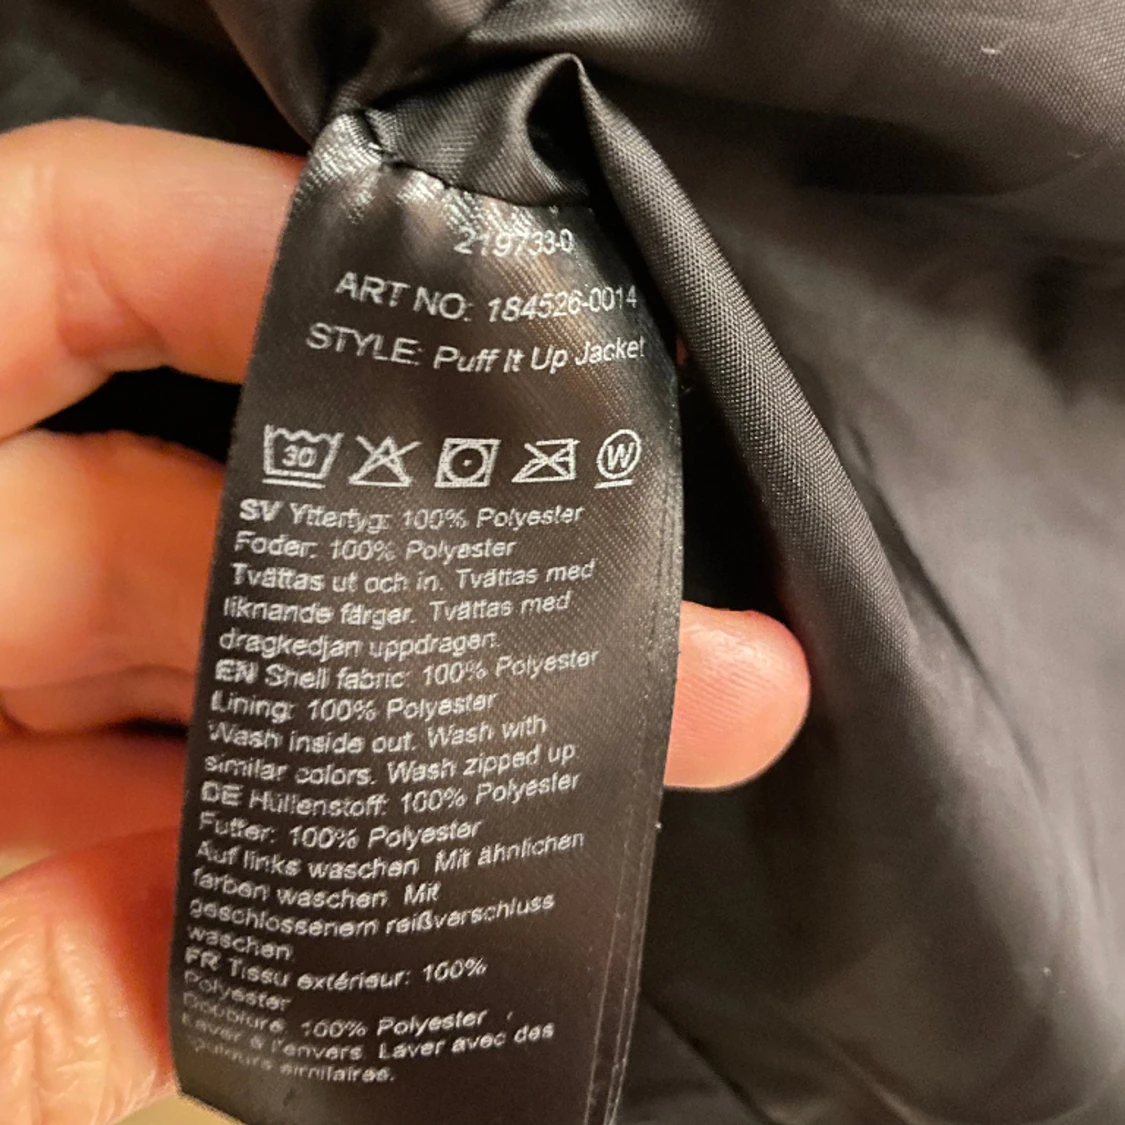 219733-0
ART NO: 184526-0014
STYLE: Puff It Up Jacket
30 W
SV Yttertyg: 100% Polyester
Foder: 100% Polyester
Tvättas ut och in. Tvättas med
liknande färger. Tvättas med
dragkedjan uppdragen.
EN Shell fabric: 100% Polyester
Lining: 100% Polyester
Wash inside out. Wash with
similar colors. Wash zipped up.
DE Hüllenstoff: 100% Polyester
Futter: 100% Polyester
Auf links waschen. Mit ähnlichen
farben waschen. Mit
geschlossenem reißverschluss
waschen.
FR Tissu extérieur: 100%
Polyester
Doublure: 100% Polyester
Laver à l'envers. Laver avec des
couleurs similaires.